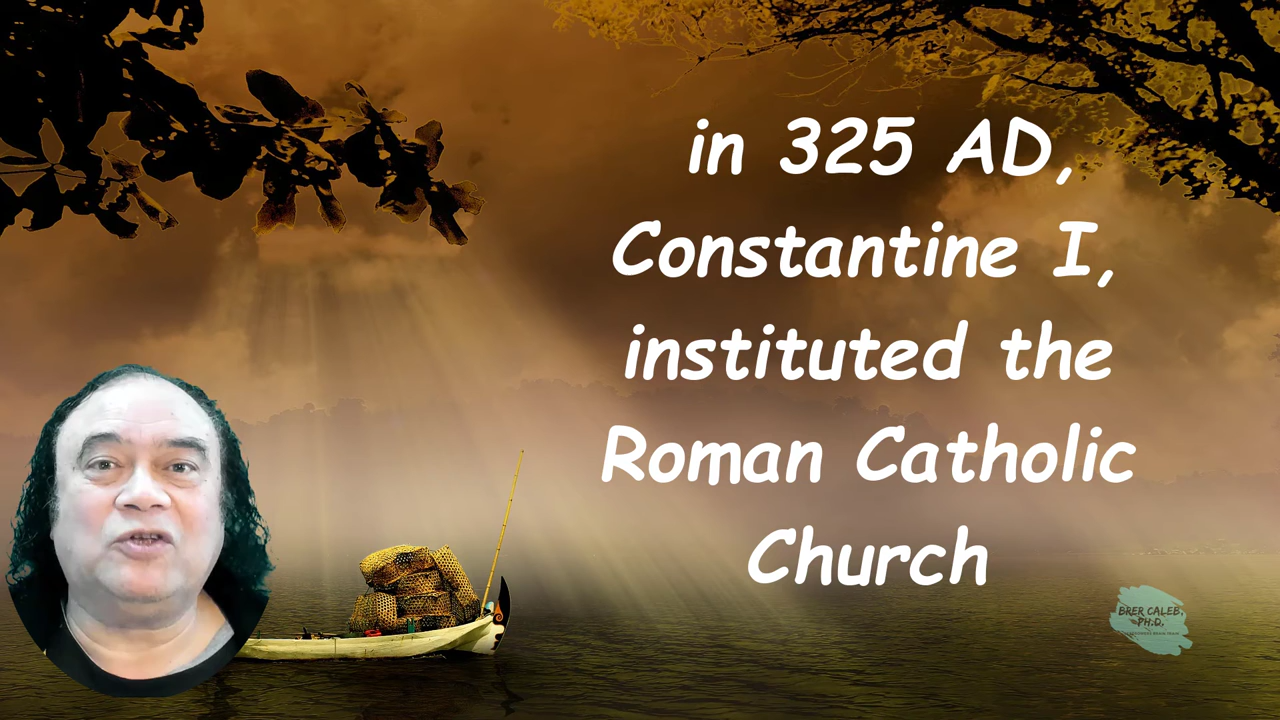 in 325 AD,
Constantine I,
instituted the
Roman Catholic
Church
BRER CALEB,
PH.D.